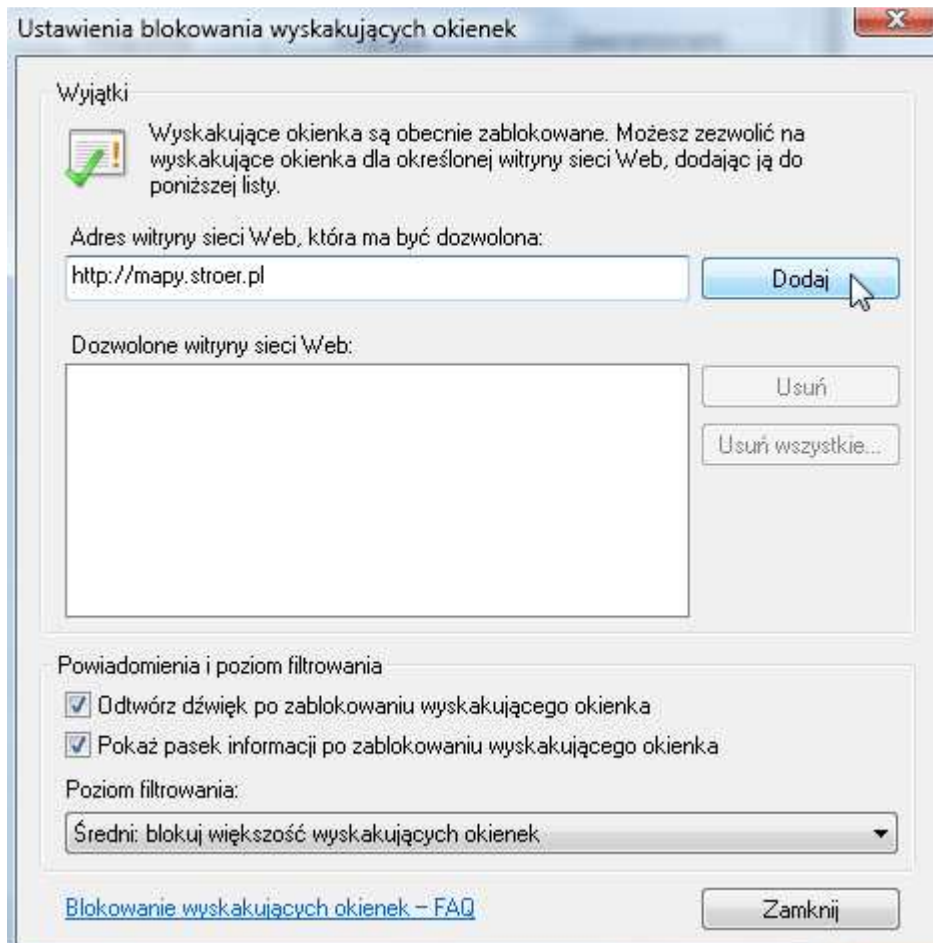 Ustawienia blokowania wyskakujących okienek
Wyjątki
Wyskakujące okienka są obecnie zablokowane. Możesz zezwolić na
wyskakujące okienka dla określonej witryny sieci Web, dodając ją do
poniższej listy.
Adres witryny sieci Web, która ma być dozwolona:
http://mapy.stroer.pl
Dodaj
Dozwolone witryny sieci Web:
Usuń
Usuń wszystkie...
Powiadomienia i poziom filtrowania
Odtwórz dźwięk po zablokowaniu wyskakującego okienka
Pokaż pasek informacji po zablokowaniu wyskakującego okienka
Poziom filtrowania:
Średni: blokuj większość wyskakujących okienek
Blokowanie wyskakujących okienek – FAQ
Zamknij